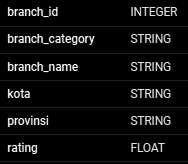 branch_id INTEGER
branch_category STRING
branch_name STRING
kota STRING
provinsi STRING
rating FLOAT